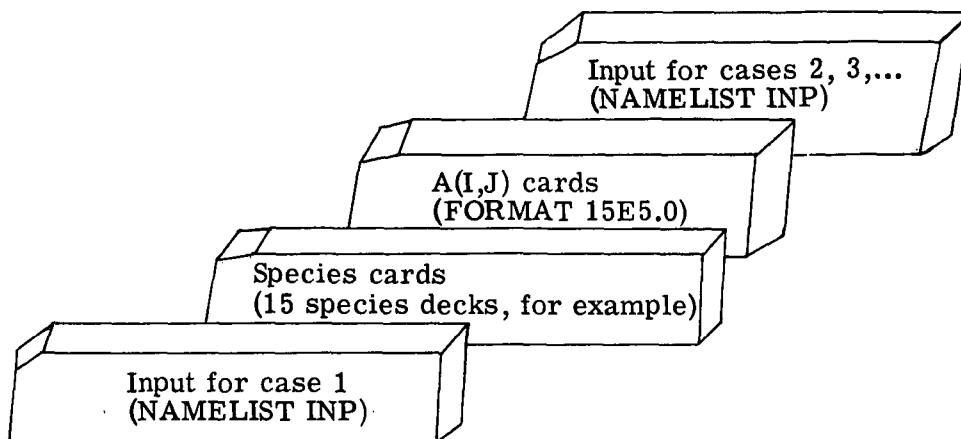 Input for cases 2, 3,...
(NAMELIST INP)
A(I,J) cards
(FORMAT 15E5.0)
Species cards
(15 species decks, for example)
Input for case 1
(NAMELIST INP)